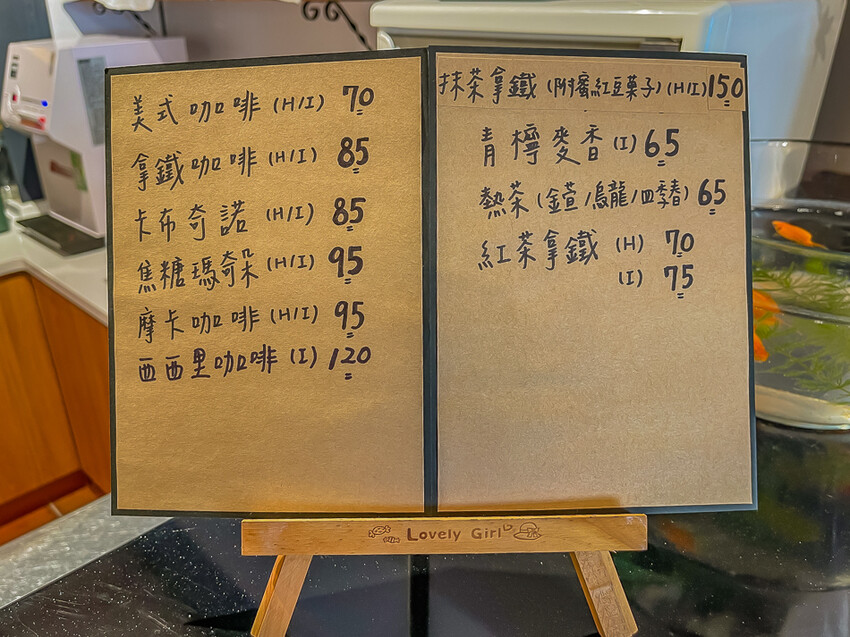 美式咖啡 (H/I) 70
拿鐵咖啡 (H/I) 85
卡布奇諾 (H/I) 85
焦糖瑪奇朵 (H/I) 95
摩卡咖啡 (H/I) 95
西西里咖啡 (I) 120
抹茶拿鐵 (附蜜紅豆菓子) (H/I) 150
青檸麥香 (I) 65
熱茶 (金萱/烏龍/四季春) 65
紅茶拿鐵 (H) 70
(I) 75
Lovely Girl